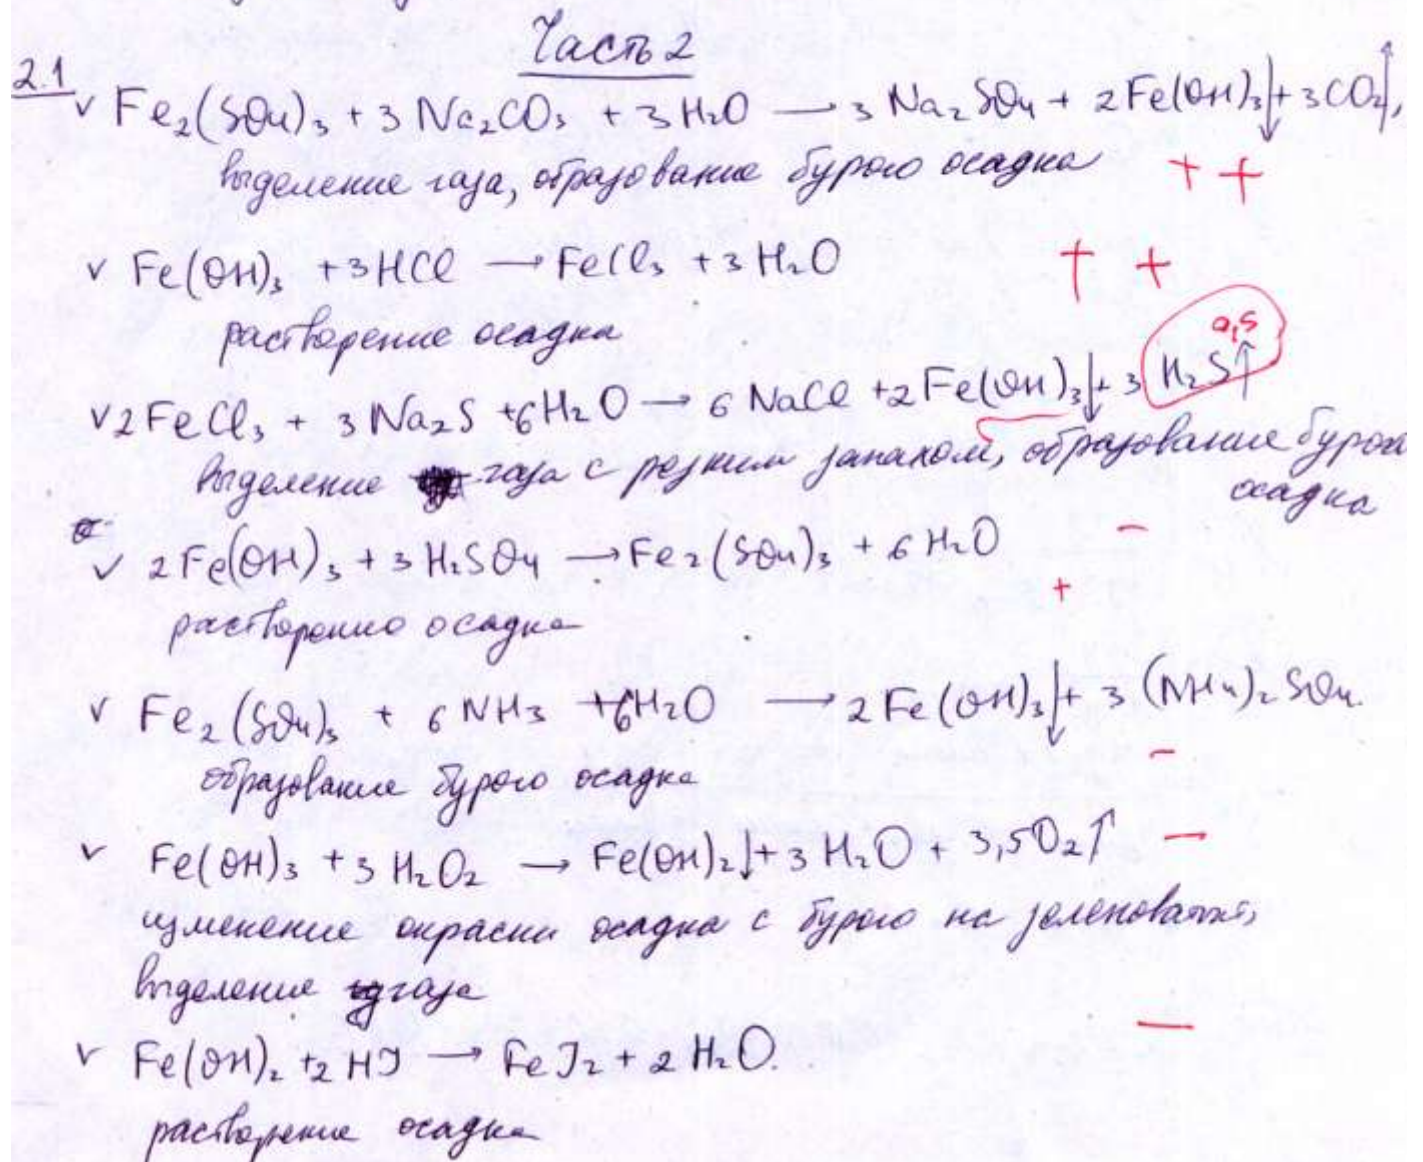 Часть 2
2.1
v Fe₂(SO₄)₃ + 3 Na₂CO₃ + 3 H₂O → 3 Na₂SO₄ + 2 Fe(OH)₃↓ + 3 CO₂↑,
выделение газа, образование бурого осадка + +
v Fe(OH)₃ + 3 HCl → FeCl₃ + 3 H₂O + +
растворение осадка
v 2 FeCl₃ + 3 Na₂S + 6 H₂O → 6 NaCl + 2 Fe(OH)₃↓ + 3 H₂S↑
выделение газа с резким запахом, образование бурого
осадка
v 2 Fe(OH)₃ + 3 H₂SO₄ → Fe₂(SO₄)₃ + 6 H₂O −
растворение осадка +
v Fe₂(SO₄)₃ + 6 NH₃ + 6 H₂O → 2 Fe(OH)₃↓ + 3 (NH₄)₂SO₄.
образование бурого осадка −
v Fe(OH)₃ + 3 H₂O₂ → Fe(OH)₂↓ + 3 H₂O + 3,5 O₂↑ −
изменение окраски осадка с бурого на зеленоватый,
выделение газа
−
v Fe(OH)₂ + 2 HJ → FeJ₂ + 2 H₂O.
растворение осадка